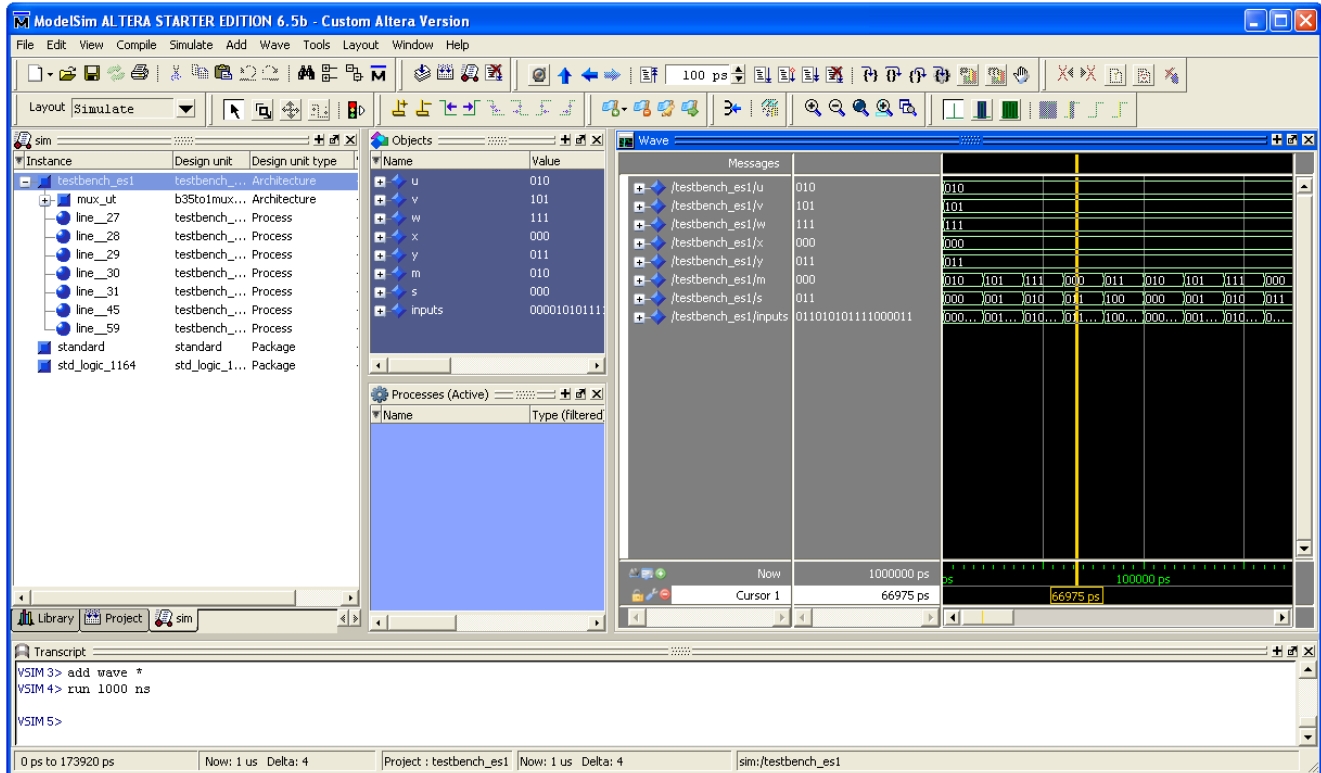 ModelSim ALTERA STARTER EDITION 6.5b - Custom Altera Version
File Edit View Compile Simulate Add Wave Tools Layout Window Help
100 ps
Layout Simulate
sim
Instance Design unit Design unit type
testbench_es1 testbench_... Architecture
mux_ut b35to1mux... Architecture
line__27 testbench_... Process
line__28 testbench_... Process
line__29 testbench_... Process
line__30 testbench_... Process
line__31 testbench_... Process
line__45 testbench_... Process
line__59 testbench_... Process
standard standard Package
std_logic_1164 std_logic_1... Package
Library Project sim
Objects
Name Value
u 010
v 101
w 111
x 000
y 011
m 010
s 000
inputs 00001010111
Processes (Active)
Name Type (filtered)
Wave
Messages
/testbench_es1/u 010 010
/testbench_es1/v 101 101
/testbench_es1/w 111 111
/testbench_es1/x 000 000
/testbench_es1/y 011 011
/testbench_es1/m 000 010 101 111 000 011 010 101 111 000
/testbench_es1/s 011 000 001 010 011 100 000 001 010 011
/testbench_es1/inputs 011010101111000011 000... 001... 010... 011... 100... 000... 001... 010... 0...
Now 1000000 ps ps 100000 ps
Cursor 1 66975 ps 66975 ps
Transcript
VSIM 3> add wave *
VSIM 4> run 1000 ns
VSIM 5>
0 ps to 173920 ps Now: 1 us Delta: 4 Project : testbench_es1 Now: 1 us Delta: 4 sim:/testbench_es1